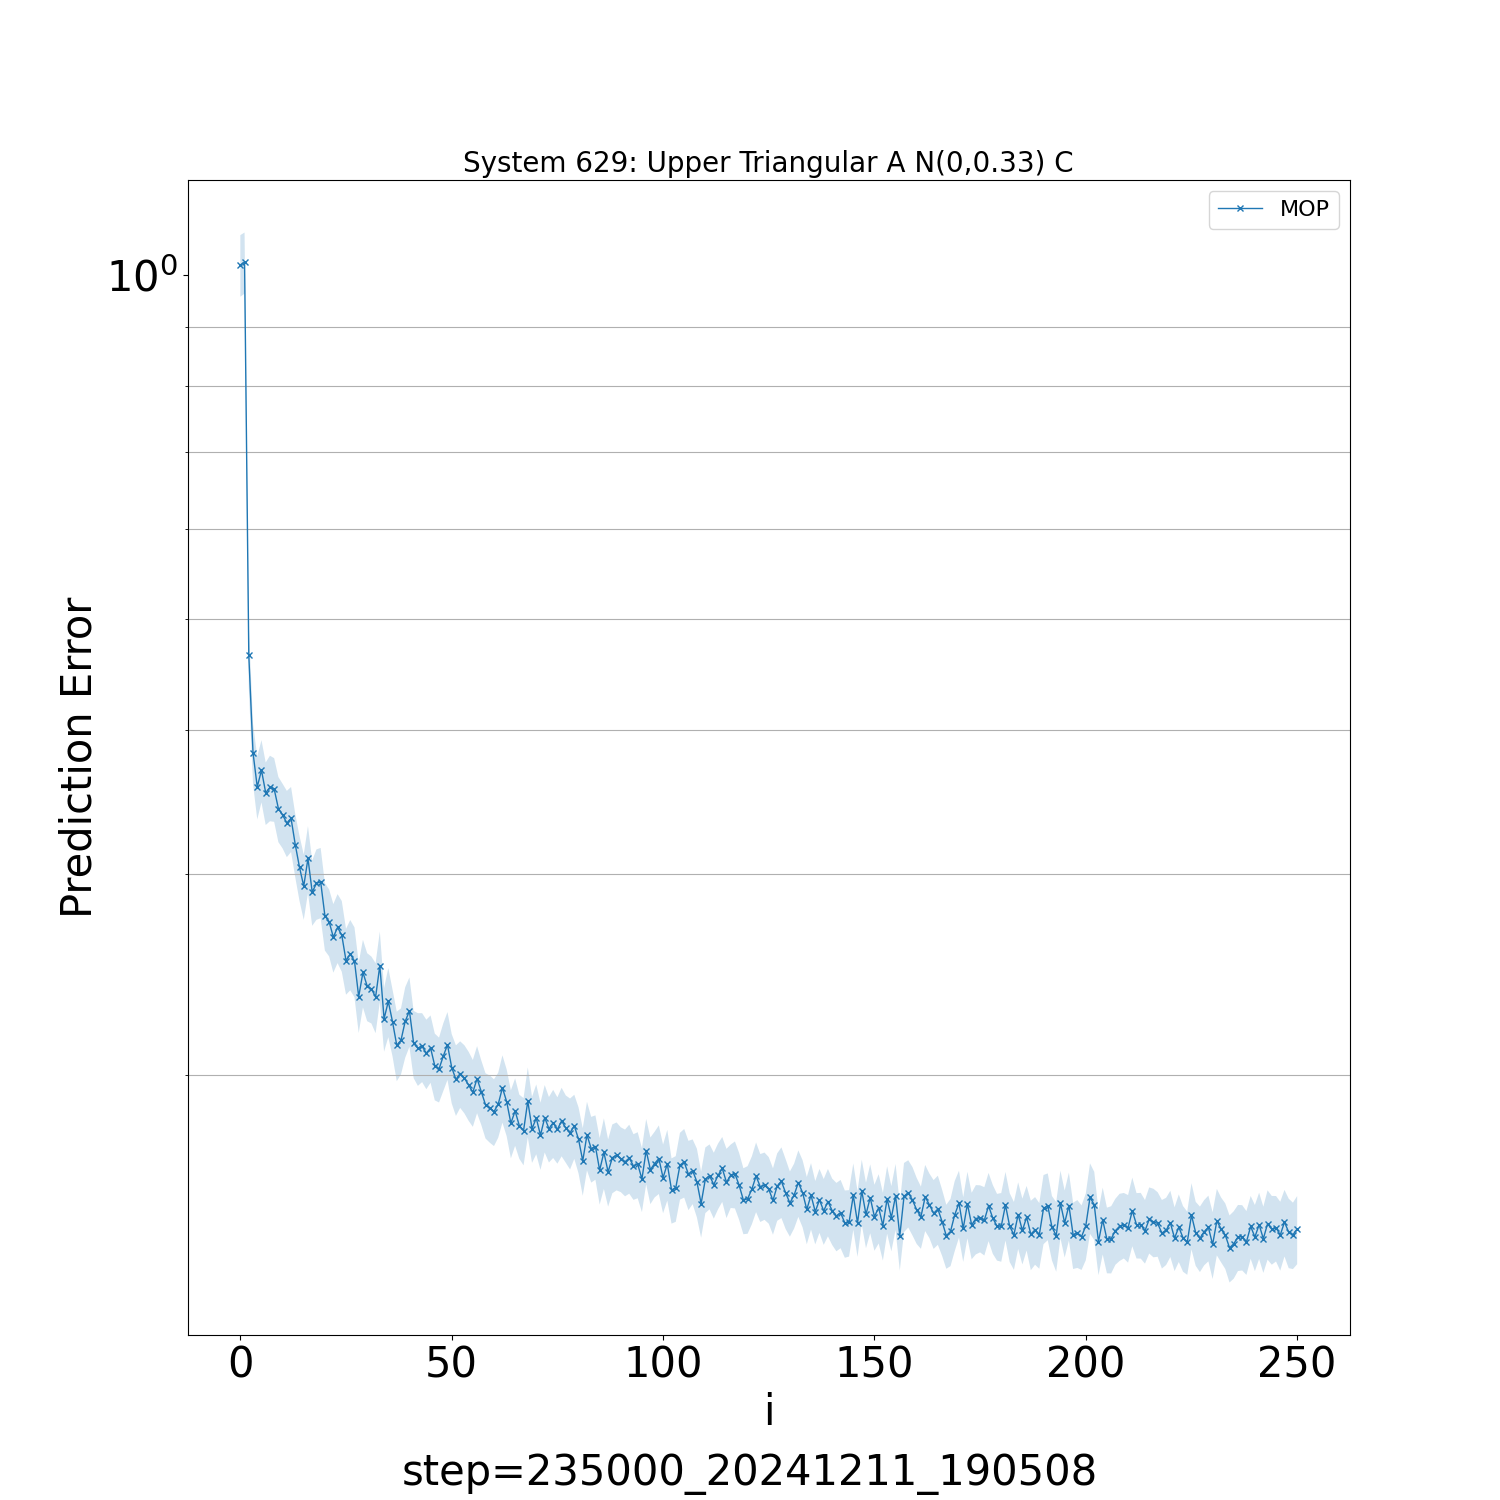 System 629: Upper Triangular A N(0,0.33) C
MOP
10⁰
Prediction Error
0 50 100 150 200 250
i
step=235000_20241211_190508